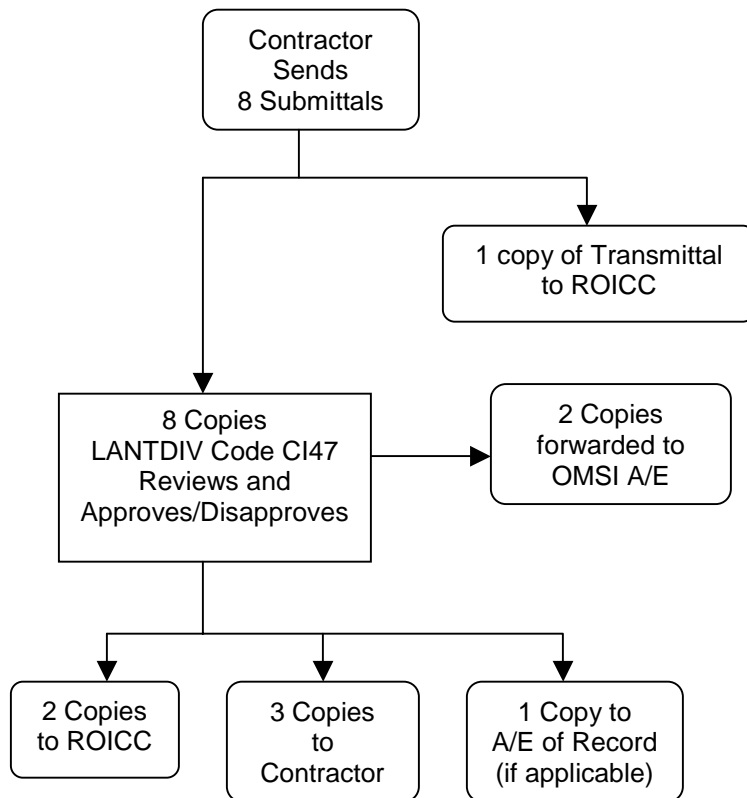 Contractor
Sends
8 Submittals
1 copy of Transmittal
to ROICC
8 Copies
LANTDIV Code CI47
Reviews and
Approves/Disapproves
2 Copies
forwarded to
OMSI A/E
2 Copies
to ROICC
3 Copies
to
Contractor
1 Copy to
A/E of Record
(if applicable)